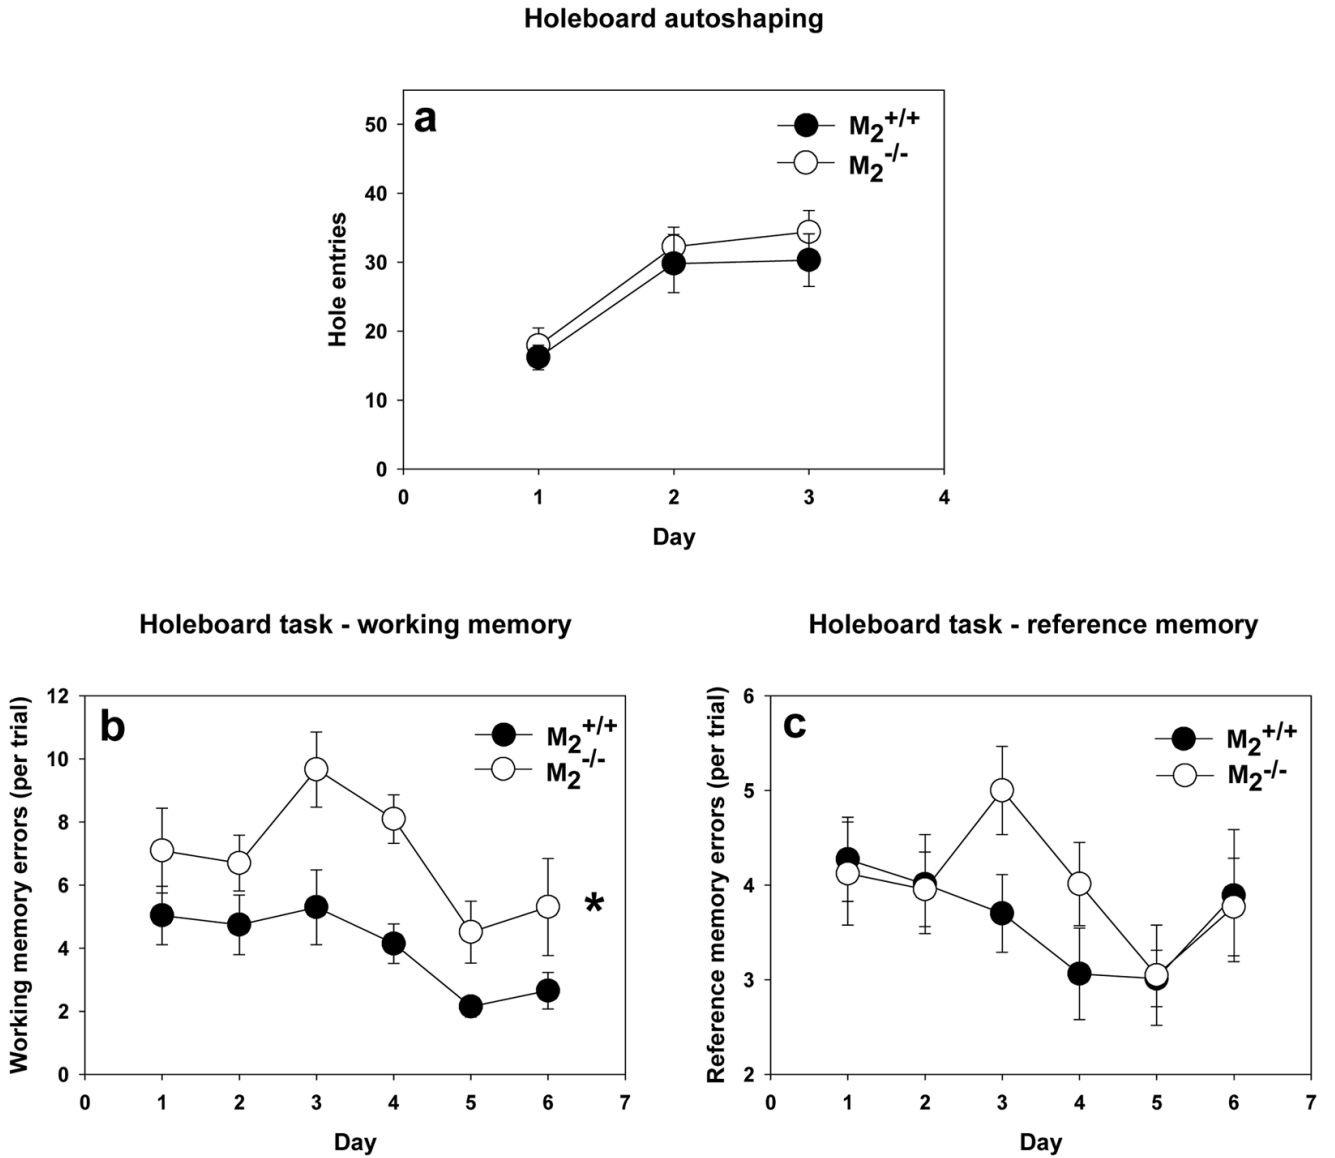 Holeboard autoshaping
a
M2+/+
M2-/-
50
40
30
20
10
0
Hole entries
0 1 2 3 4
Day
Holeboard task - working memory
b
M2+/+
M2-/-
12
10
8
6
4
2
0
Working memory errors (per trial)
*
0 1 2 3 4 5 6 7
Day
Holeboard task - reference memory
c
M2+/+
M2-/-
6
5
4
3
2
Reference memory errors (per trial)
0 1 2 3 4 5 6 7
Day